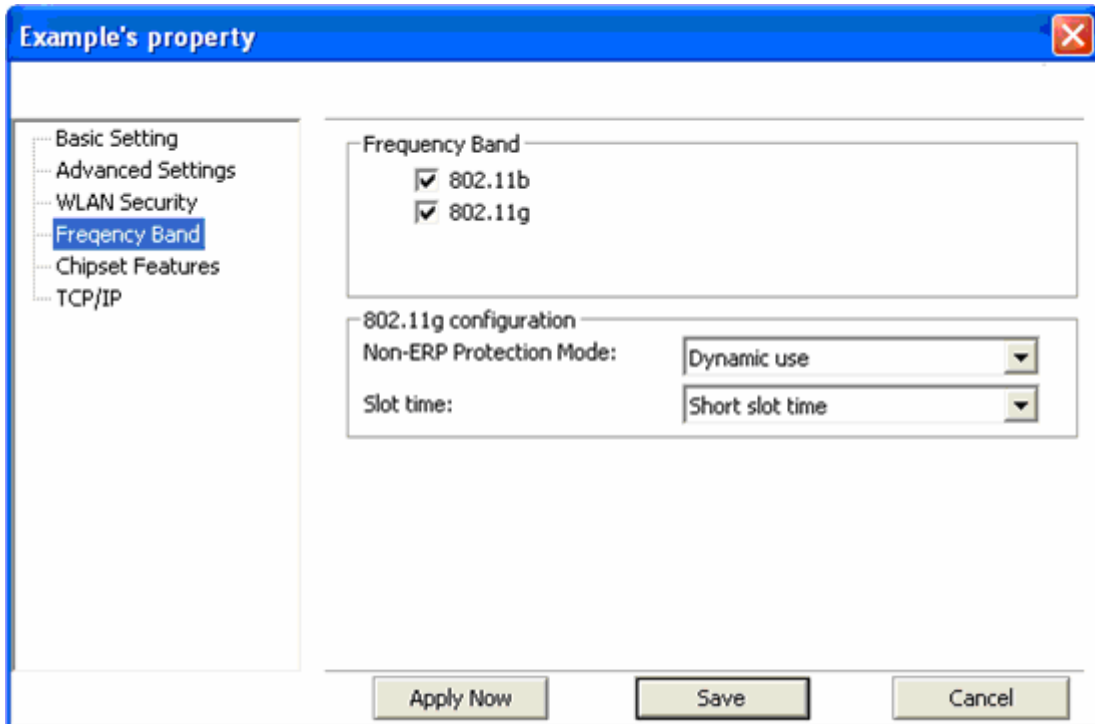 Example's property
Basic Setting
Advanced Settings
WLAN Security
Freqency Band
Chipset Features
TCP/IP
Frequency Band
802.11b
802.11g
802.11g configuration
Non-ERP Protection Mode: Dynamic use
Slot time: Short slot time
Apply Now Save Cancel